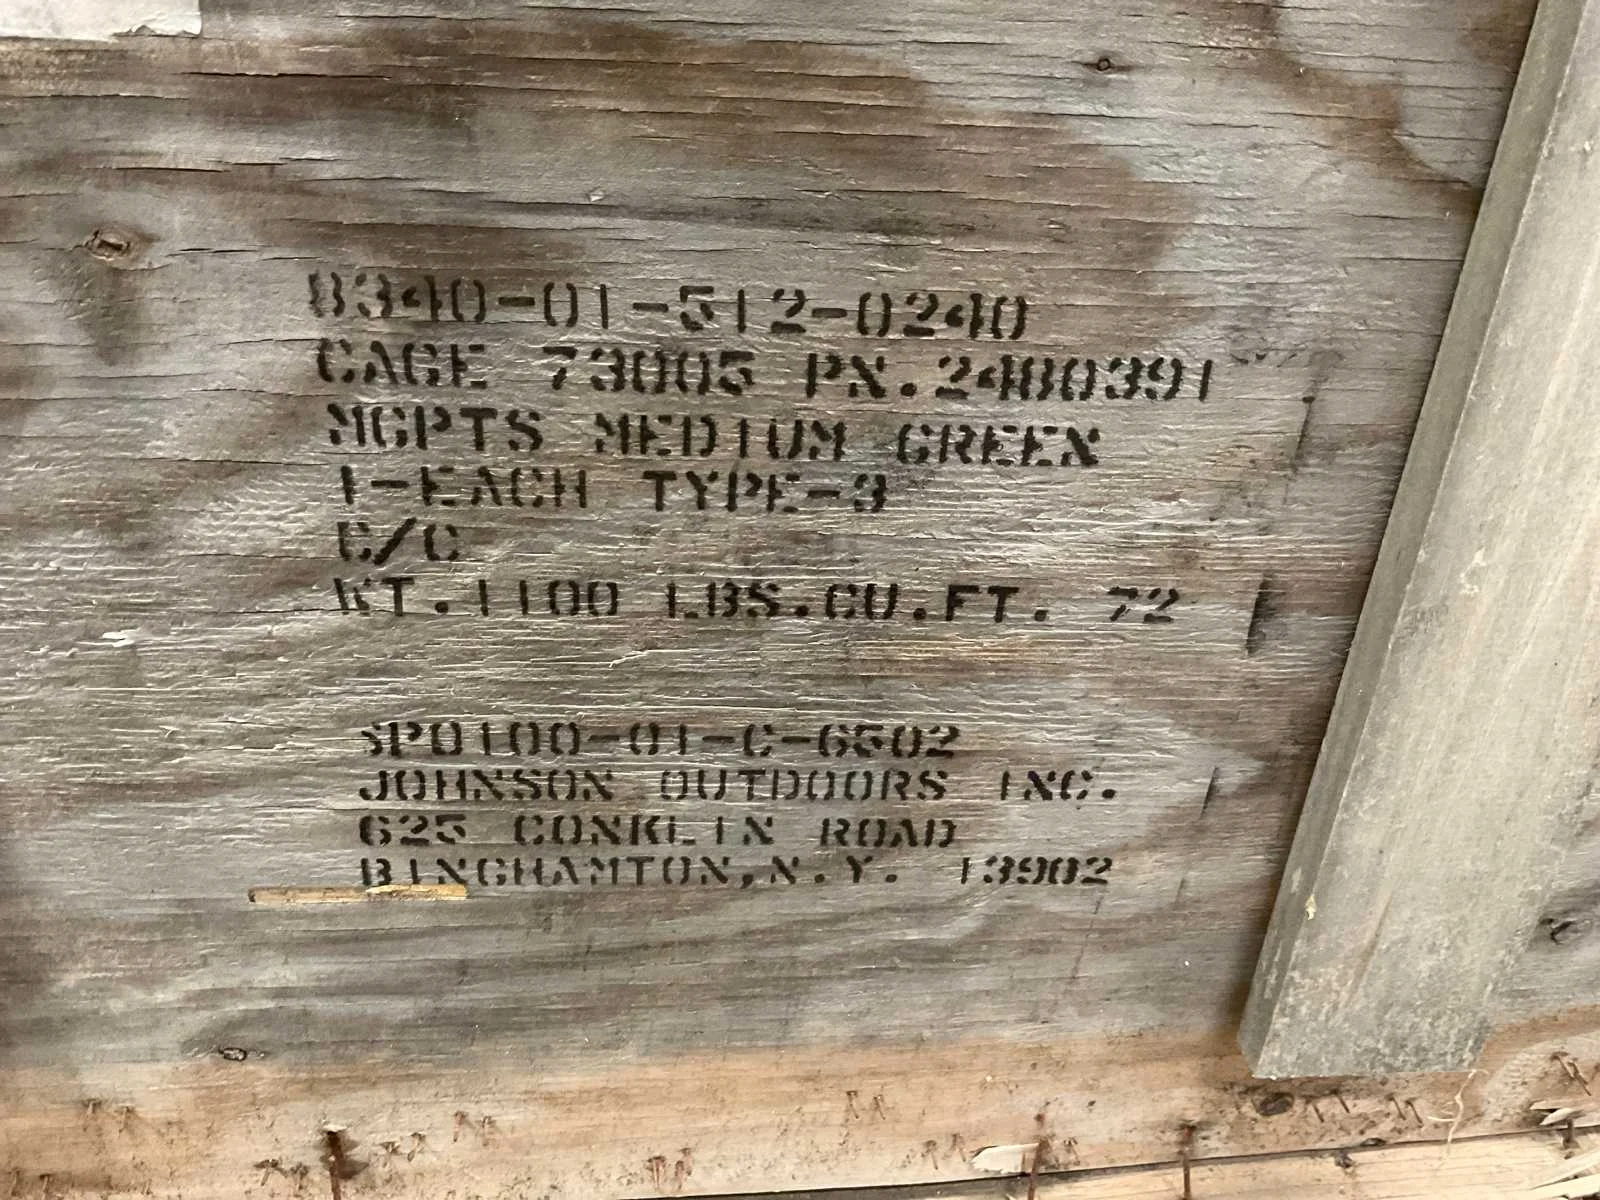 8340-01-512-0240
CAGE 73005 PN.2480391
MGPTS MEDIUM GREEN
1-EACH TYPE-3
C/C
WT.1100 LBS.CU.FT. 72
SP0100-01-C-6502
JOHNSON OUTDOORS INC.
625 CONKLIN ROAD
BINGHAMTON,N.Y. 13902